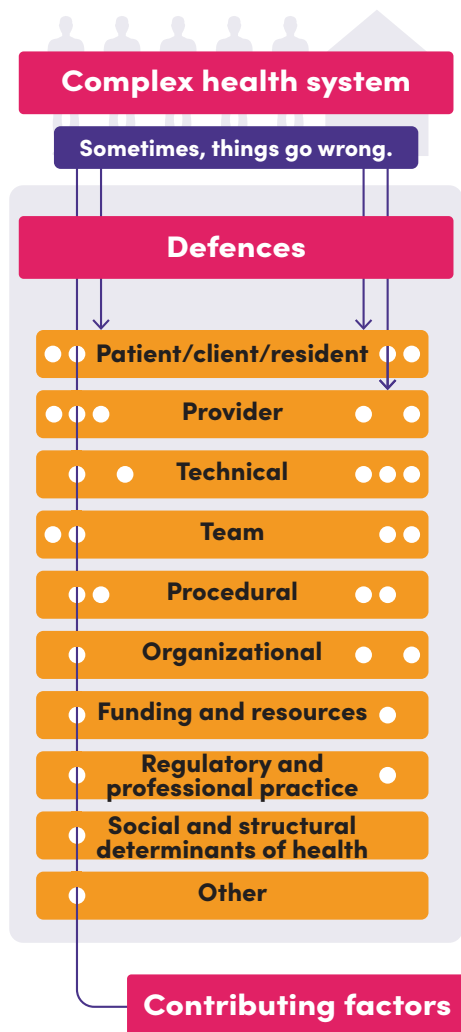 Complex health system
Sometimes, things go wrong.
Defences
Patient/client/resident
Provider
Technical
Team
Procedural
Organizational
Funding and resources
Regulatory and
professional practice
Social and structural
determinants of health
Other
Contributing factors